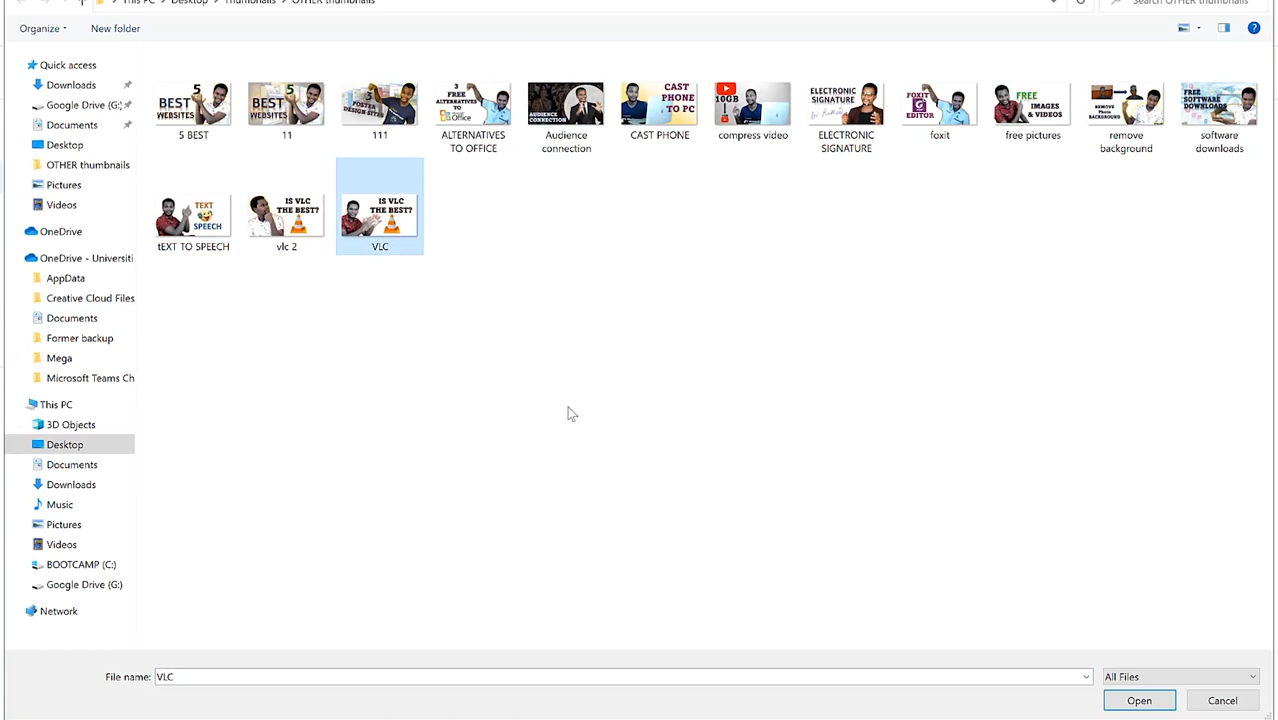 This PC > Desktop > Thumbnails > OTHER thumbnails
Search OTHER thumbnails
Organize
New folder
Quick access
Downloads
Google Drive (G:)
Documents
Desktop
OTHER thumbnails
Pictures
Videos
OneDrive
OneDrive - Universiti
AppData
Creative Cloud Files
Documents
Former backup
Mega
Microsoft Teams Ch
This PC
3D Objects
Desktop
Documents
Downloads
Music
Pictures
Videos
BOOTCAMP (C:)
Google Drive (G:)
Network
5
BEST
WEBSITES
5 BEST
5
BEST
WEBSITES
11
3
POSTER
DESIGN SITES
111
3
FREE
ALTERNATIVES
TO
Office
ALTERNATIVES
TO OFFICE
AUDIENCE
CONNECTION
Audience
connection
CAST
PHONE
TO PC
CAST PHONE
10GB
compress video
ELECTRONIC
SIGNATURE
ELECTRONIC
SIGNATURE
FOXIT
EDITOR
foxit
FREE
IMAGES
& VIDEOS
free pictures
REMOVE
BACKGROUND
remove
background
FREE
SOFTWARE
DOWNLOADS
software
downloads
TEXT
SPEECH
tEXT TO SPEECH
IS VLC
THE BEST?
vlc 2
IS VLC
THE BEST?
VLC
File name: VLC
All Files
Open
Cancel